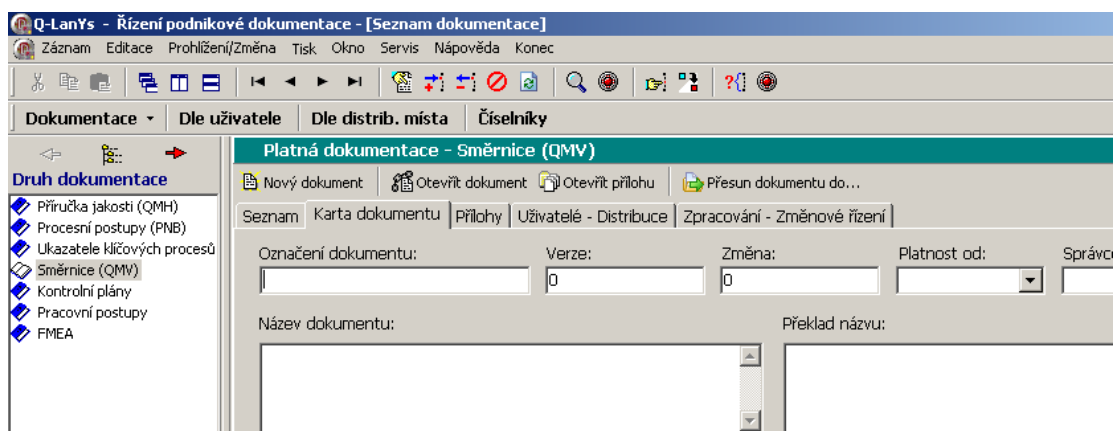 Q-LanYs - Řízení podnikové dokumentace - [Seznam dokumentace]
Záznam Editace Prohlížení/Změna Tisk Okno Servis Nápověda Konec
Dokumentace Dle uživatele Dle distrib. místa Číselníky
Druh dokumentace
Příručka jakosti (QMH)
Procesní postupy (PNB)
Ukazatele klíčových procesů
Směrnice (QMV)
Kontrolní plány
Pracovní postupy
FMEA
Platná dokumentace - Směrnice (QMV)
Nový dokument Otevřít dokument Otevřít přílohu Přesun dokumentu do...
Seznam Karta dokumentu Přílohy Uživatelé - Distribuce Zpracování - Změnové řízení
Označení dokumentu: Verze: Změna: Platnost od: Správce
0 0
Název dokumentu: Překlad názvu: